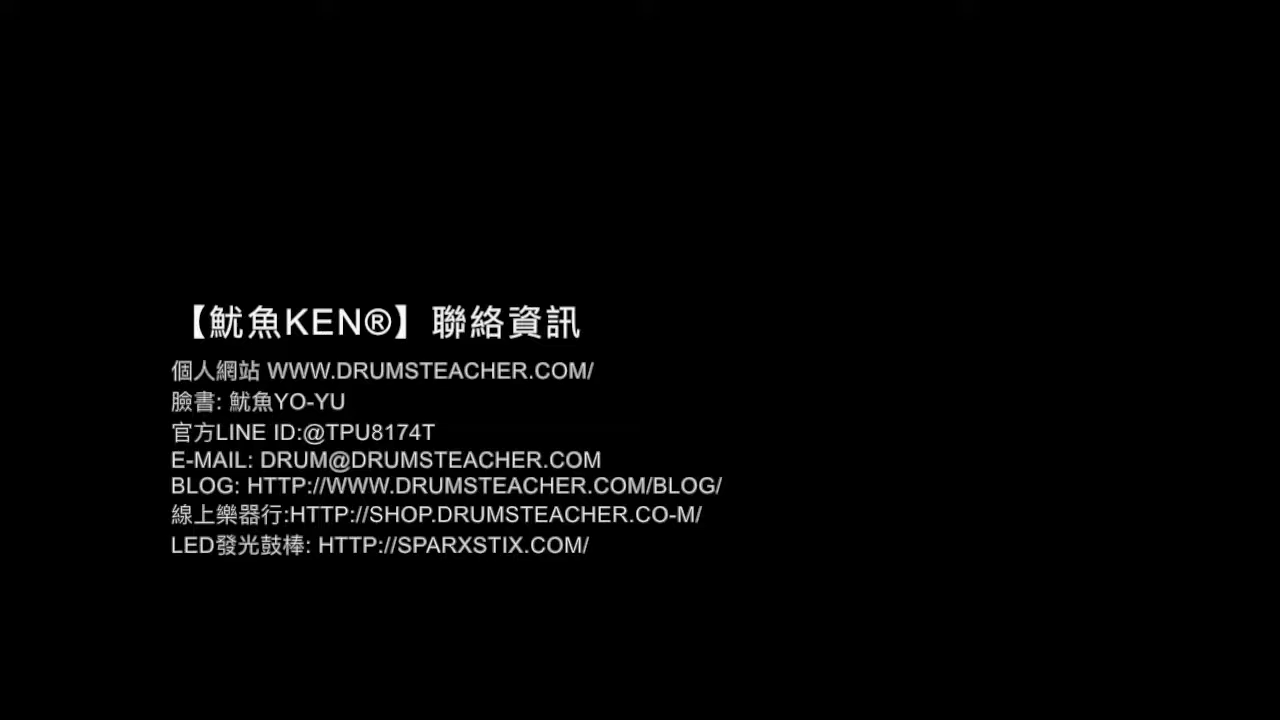 【魷魚KEN®】聯絡資訊
個人網站 WWW.DRUMSTEACHER.COM/
臉書: 魷魚YO-YU
官方LINE ID:@TPU8174T
E-MAIL: DRUM@DRUMSTEACHER.COM
BLOG: HTTP://WWW.DRUMSTEACHER.COM/BLOG/
線上樂器行:HTTP://SHOP.DRUMSTEACHER.CO-M/
LED發光鼓棒: HTTP://SPARXSTIX.COM/